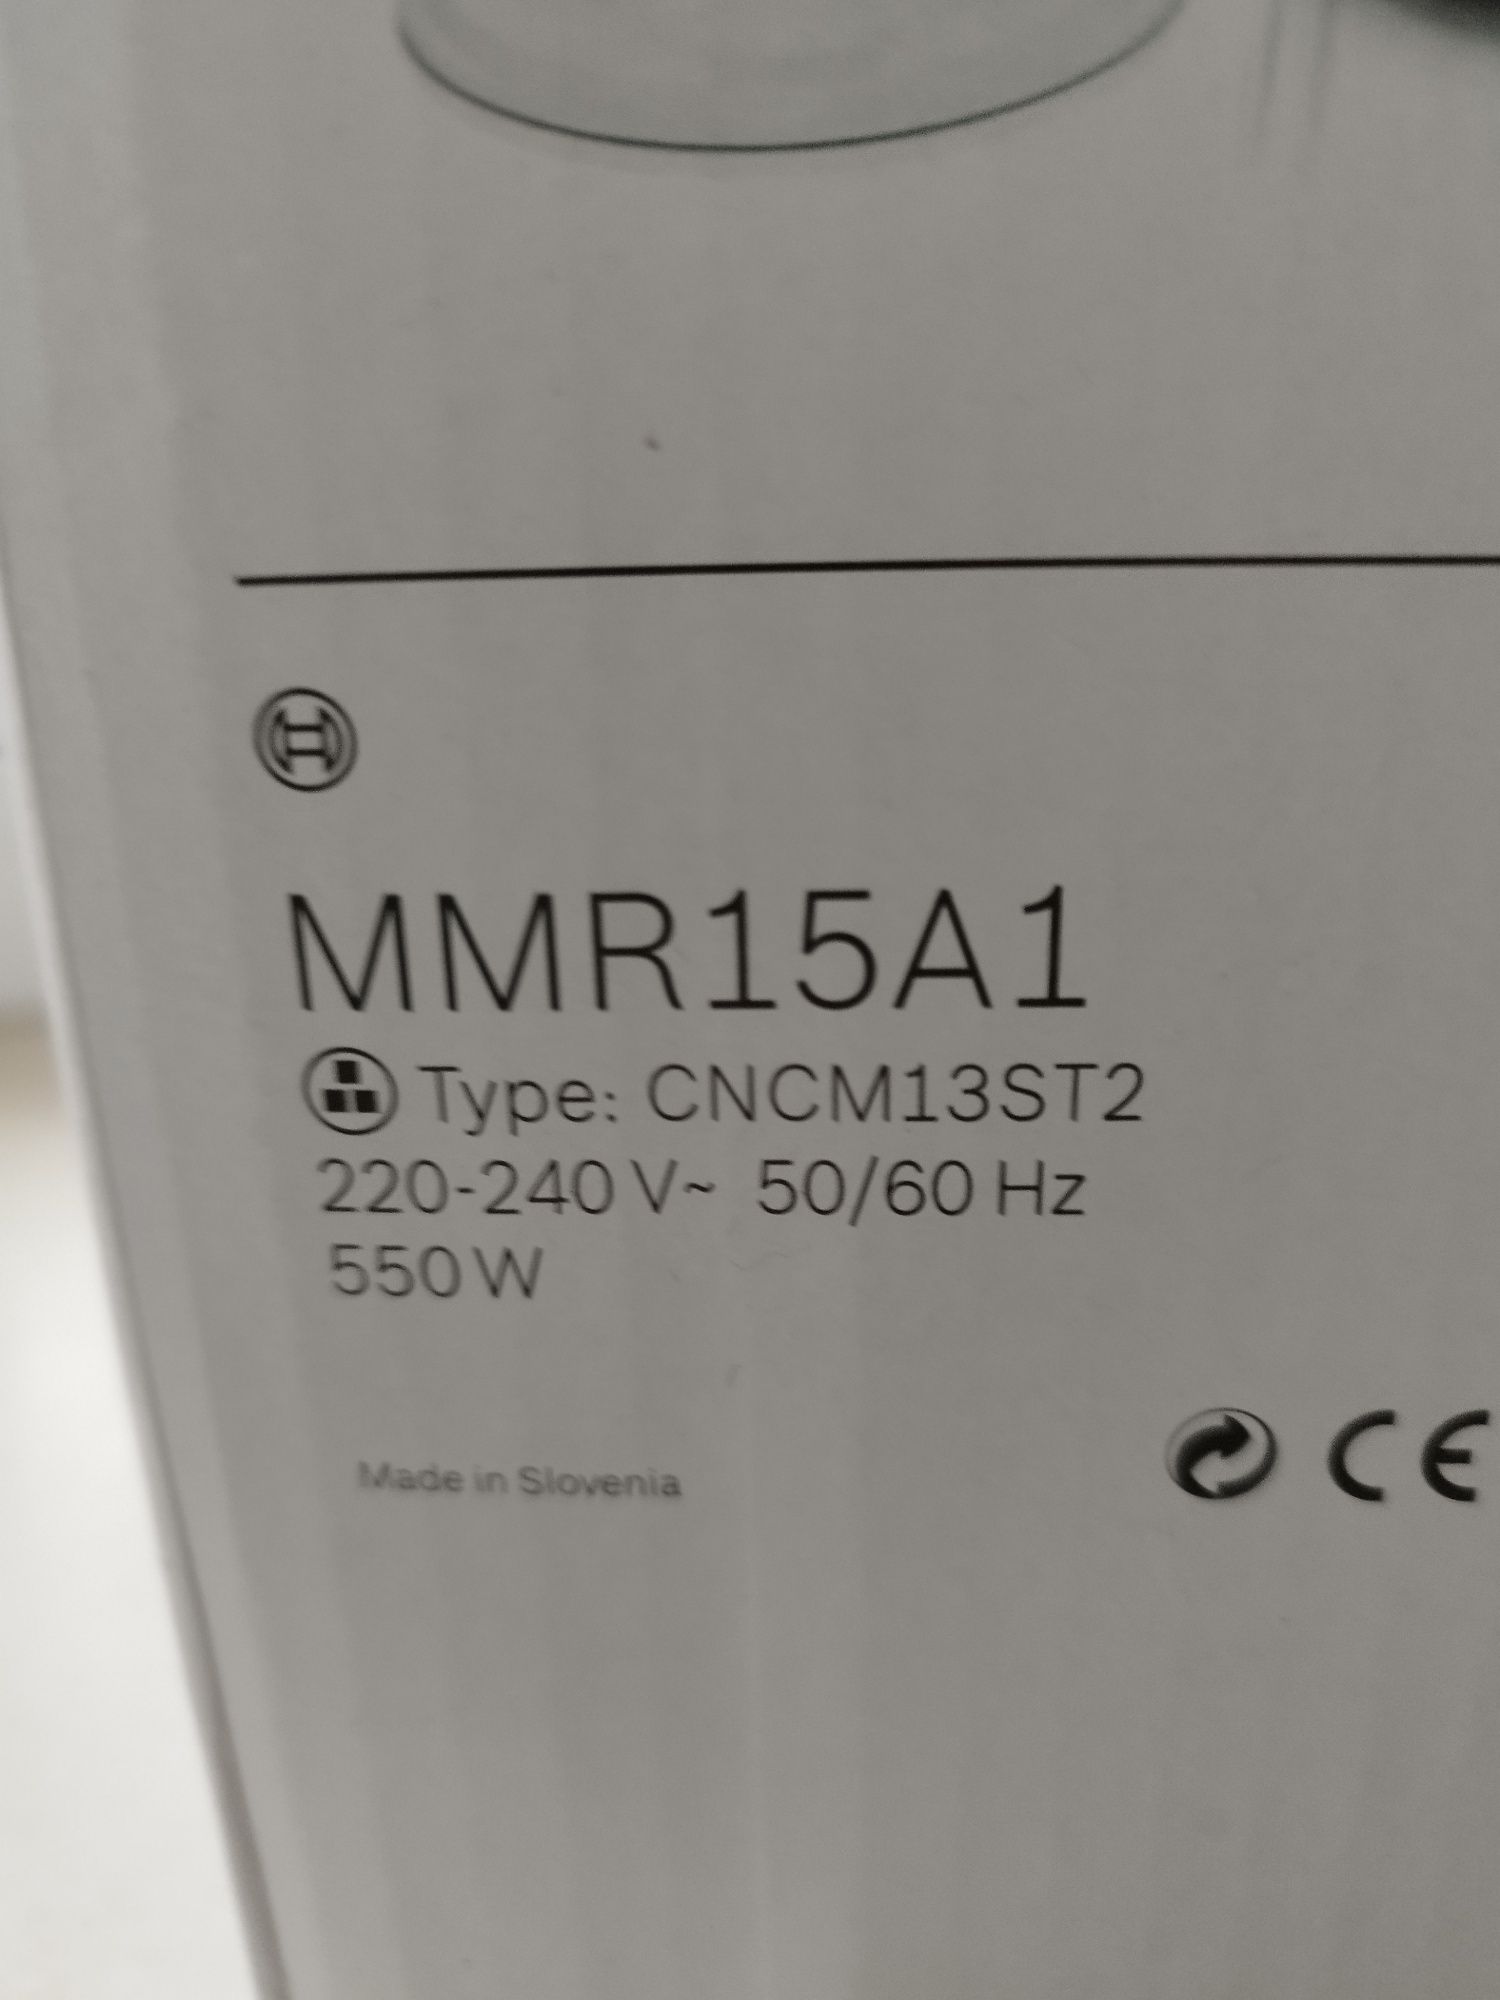 MMR15A1
Type: CNCM13ST2
220-240 V~ 50/60 Hz
550 W
Made in Slovenia
CE